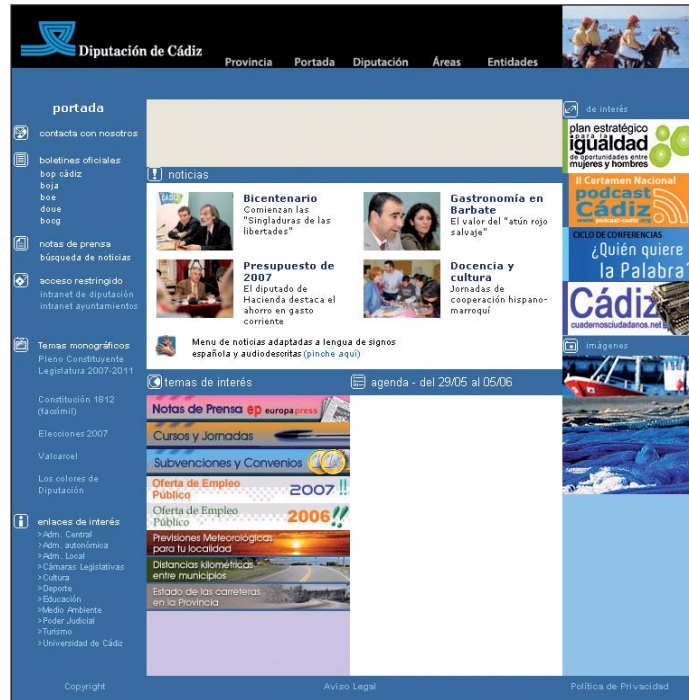 Diputación de Cádiz
Provincia Portada Diputación Áreas Entidades
portada
contacta con nosotros
boletines oficiales
bop cádiz
boja
boe
doue
bocg
notas de prensa
búsqueda de noticias
acceso restringido
intranet de diputación
intranet ayuntamientos
Temas monográficos
Pleno Constituyente
Legislatura 2007-2011
Constitución 1812
(facsímil)
Elecciones 2007
Valcarcel
Los colores de
Diputación
enlaces de interés
>Adm. Central
>Adm. autonómica
>Adm. Local
>Cámaras Legislativas
>Cultura
>Deporte
>Educación
>Medio Ambiente
>Poder Judicial
>Turismo
>Universidad de Cádiz
noticias
Bicentenario
Comienzan las
"Singladuras de las
libertades"
Gastronomía en
Barbate
El valor del "atún rojo
salvaje"
Presupuesto de
2007
El diputado de
Hacienda destaca el
ahorro en gasto
corriente
Docencia y
cultura
Jornadas de
cooperación hispano-
marroquí
Menu de noticias adaptadas a lengua de signos
española y audiodescritas (pinche aquí)
temas de interés
Notas de Prensa ep europa press
Cursos y Jornadas
Subvenciones y Convenios
Oferta de Empleo
Público 2007 !!
Oferta de Empleo
Público 2006 !!
Previsiones Meteorológicas
para tu localidad
Distancias kilométricas
entre municipios
Estado de las carreteras
en la Provincia
agenda - del 29/05 al 05/06
de interés
plan estratégico
para la
igualdad
de oportunidades entre
mujeres y hombres
II Certamen Nacional
podcast
Cádiz
CICLO DE CONFERENCIAS
¿Quién quiere
la Palabra?
Cádiz
cuadernosciudadanos.net
imágenes
Copyright Aviso Legal Política de Privacidad